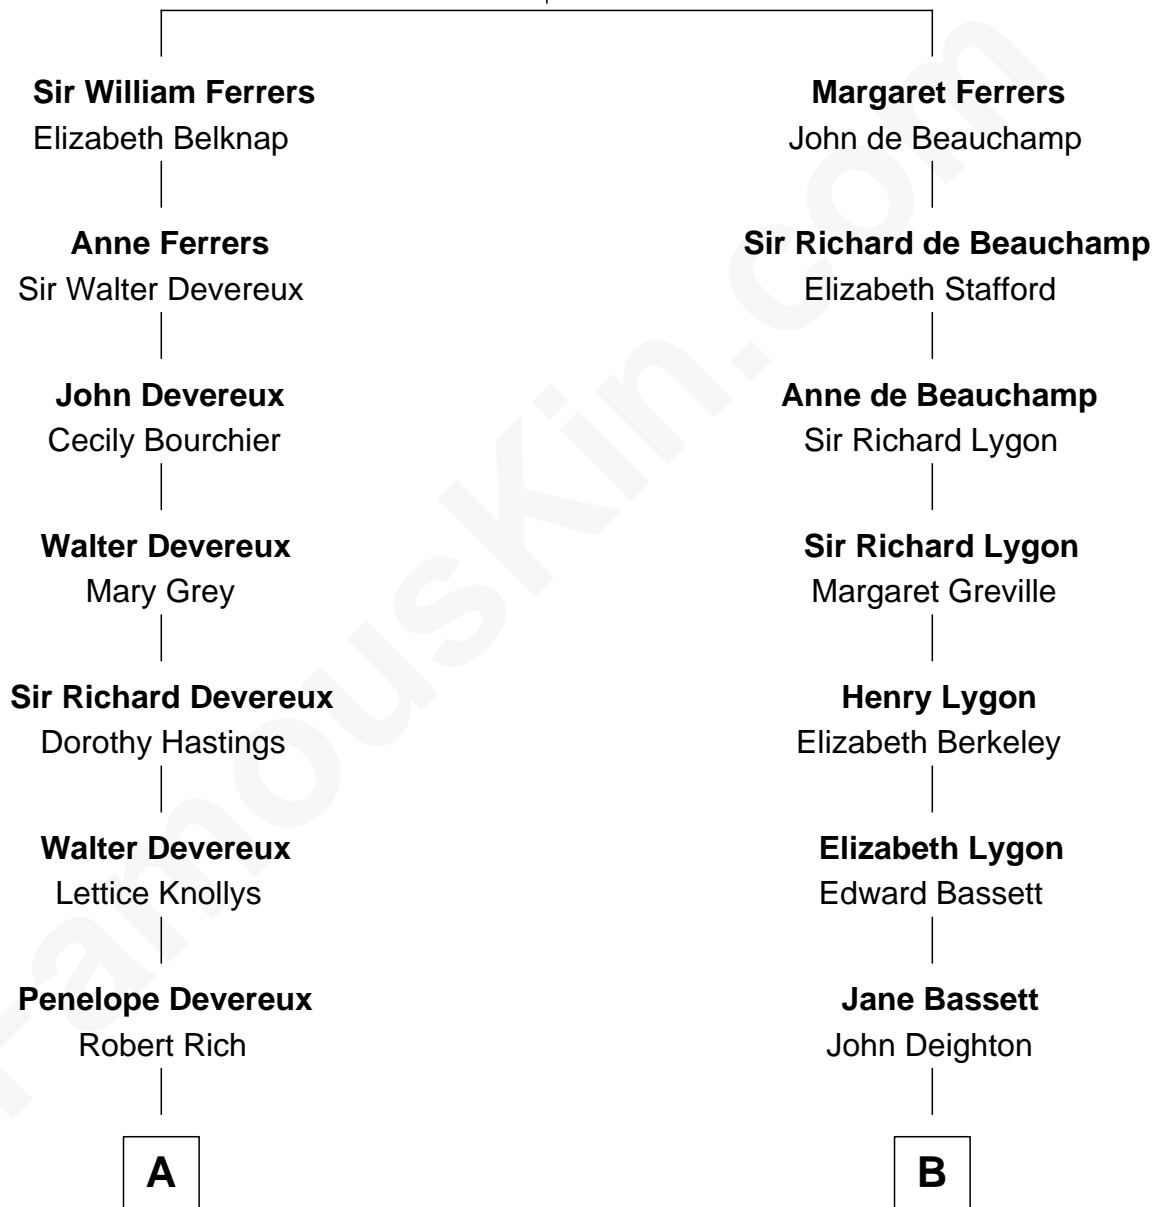 Sir William Ferrers
Elizabeth Belknap
Anne Ferrers
Sir Walter Devereux
John Devereux
Cecily Bourchier
Walter Devereux
Mary Grey
Sir Richard Devereux
Dorothy Hastings
Walter Devereux
Lettice Knollys
Penelope Devereux
Robert Rich
A
Margaret Ferrers
John de Beauchamp
Sir Richard de Beauchamp
Elizabeth Stafford
Anne de Beauchamp
Sir Richard Lygon
Sir Richard Lygon
Margaret Greville
Henry Lygon
Elizabeth Berkeley
Elizabeth Lygon
Edward Bassett
Jane Bassett
John Deighton
B
FamousKin.com